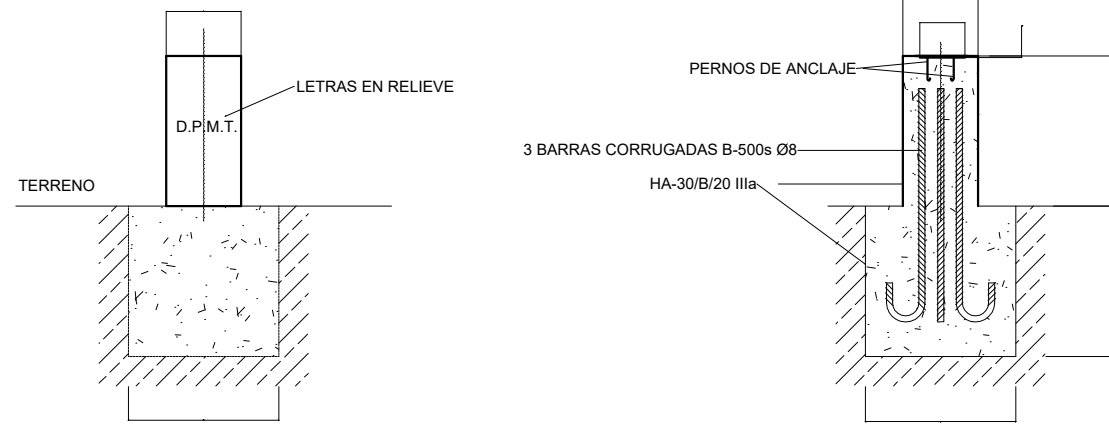 LETRAS EN RELIEVE
D.P.M.T.
TERRENO
PERNOS DE ANCLAJE
3 BARRAS CORRUGADAS B-500s Ø8
HA-30/B/20 IIIa